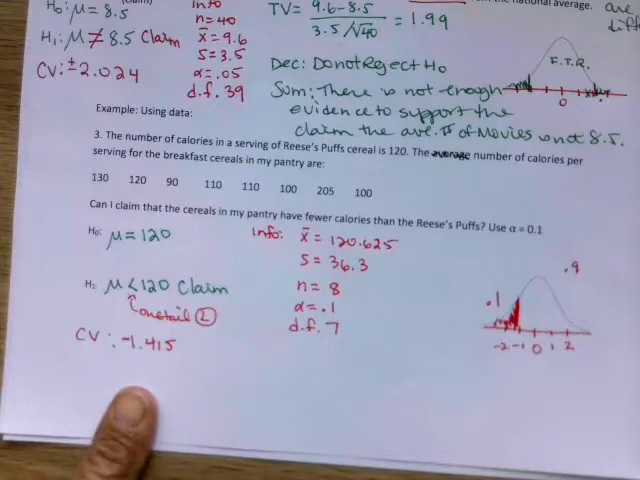 (Claim)
H₀: μ = 8.5
H₁: μ ≠ 8.5 Claim
CV: ± 2.024
Info
n = 40
x̄ = 9.6
s = 3.5
α = .05
d.f. 39
TV = 9.6 - 8.5 / 3.5/√40 = 1.99
national average.
are
Dec: Do not Reject H₀
Sum: There is not enough
evidence to support the
claim the ave. # of Movies is not 8.5.
F.T.R.
0
Example: Using data:
3. The number of calories in a serving of Reese's Puffs cereal is 120. The average number of calories per
serving for the breakfast cereals in my pantry are:
130 120 90 110 110 100 205 100
Can I claim that the cereals in my pantry have fewer calories than the Reese's Puffs? Use α = 0.1
H₀: μ = 120
H₁: μ < 120 Claim
one tail L
CV: -1.415
Info: x̄ = 120.625
s = 36.3
n = 8
α = .1
d.f. 7
.9
.1
-2 -1 0 1 2